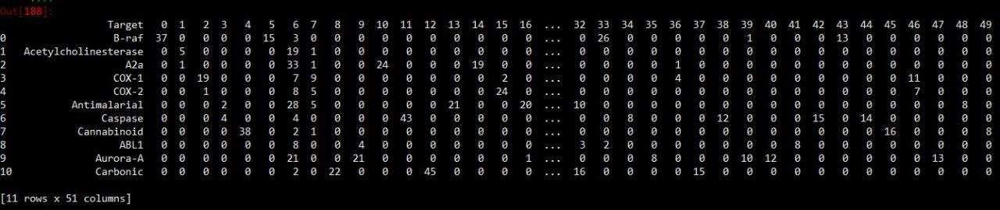 Out[188]:
Target 0 1 2 3 4 5 6 7 8 9 10 11 12 13 14 15 16 ... 32 33 34 35 36 37 38 39 40 41 42 43 44 45 46 47 48 49
0 B-raf 37 0 0 0 0 15 3 0 0 0 0 0 0 0 0 0 0 ... 0 26 0 0 0 0 0 1 0 0 0 13 0 0 0 0 0 0
1 Acetylcholinesterase 0 5 0 0 0 0 19 1 0 0 0 0 0 0 0 0 0 ... 0 0 0 0 0 0 0 0 0 0 0 0 0 0 0 0 0 0
2 A2a 0 1 0 0 0 0 33 1 0 0 24 0 0 0 19 0 0 ... 0 0 0 0 1 0 0 0 0 0 0 0 0 0 0 0 0 0
3 COX-1 0 0 19 0 0 0 7 9 0 0 0 0 0 0 0 2 0 ... 0 0 0 0 4 0 0 0 0 0 0 0 0 0 11 0 0 0
4 COX-2 0 0 1 0 0 0 8 5 0 0 0 0 0 0 0 24 0 ... 0 0 0 0 0 0 0 0 0 0 0 0 0 0 7 0 0 0
5 Antimalarial 0 0 0 2 0 0 28 5 0 0 0 0 0 21 0 0 20 ... 10 0 0 0 0 0 0 0 0 0 0 0 0 0 0 0 8 0
6 Caspase 0 0 0 4 0 0 4 0 0 0 0 43 0 0 0 0 0 ... 0 0 8 0 0 0 12 0 0 0 15 0 14 0 0 0 0 0
7 Cannabinoid 0 0 0 0 38 0 2 1 0 0 0 0 0 0 0 0 0 ... 0 0 0 0 0 0 0 0 0 0 0 0 0 16 0 0 0 8
8 ABL1 0 0 0 0 0 0 8 0 0 4 0 0 0 0 0 0 0 ... 3 2 0 0 0 0 0 0 0 8 0 0 0 0 0 0 0 0
9 Aurora-A 0 0 0 0 0 0 21 0 0 21 0 0 0 0 0 0 1 ... 0 0 0 8 0 0 0 10 12 0 0 0 0 0 0 13 0 0
10 Carbonic 0 0 0 0 0 0 2 0 22 0 0 0 45 0 0 0 0 ... 16 0 0 0 0 15 0 0 0 0 0 0 0 0 0 0 0 0
[11 rows x 51 columns]